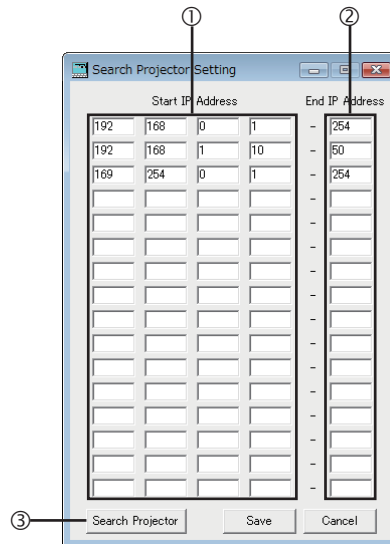 ① ②
Search Projector Setting
Start IP Address End IP Address
192 168 0 1 - 254
192 168 1 10 - 50
169 254 0 1 - 254
-
-
-
-
-
-
-
-
-
-
-
-
-
③ Search Projector Save Cancel